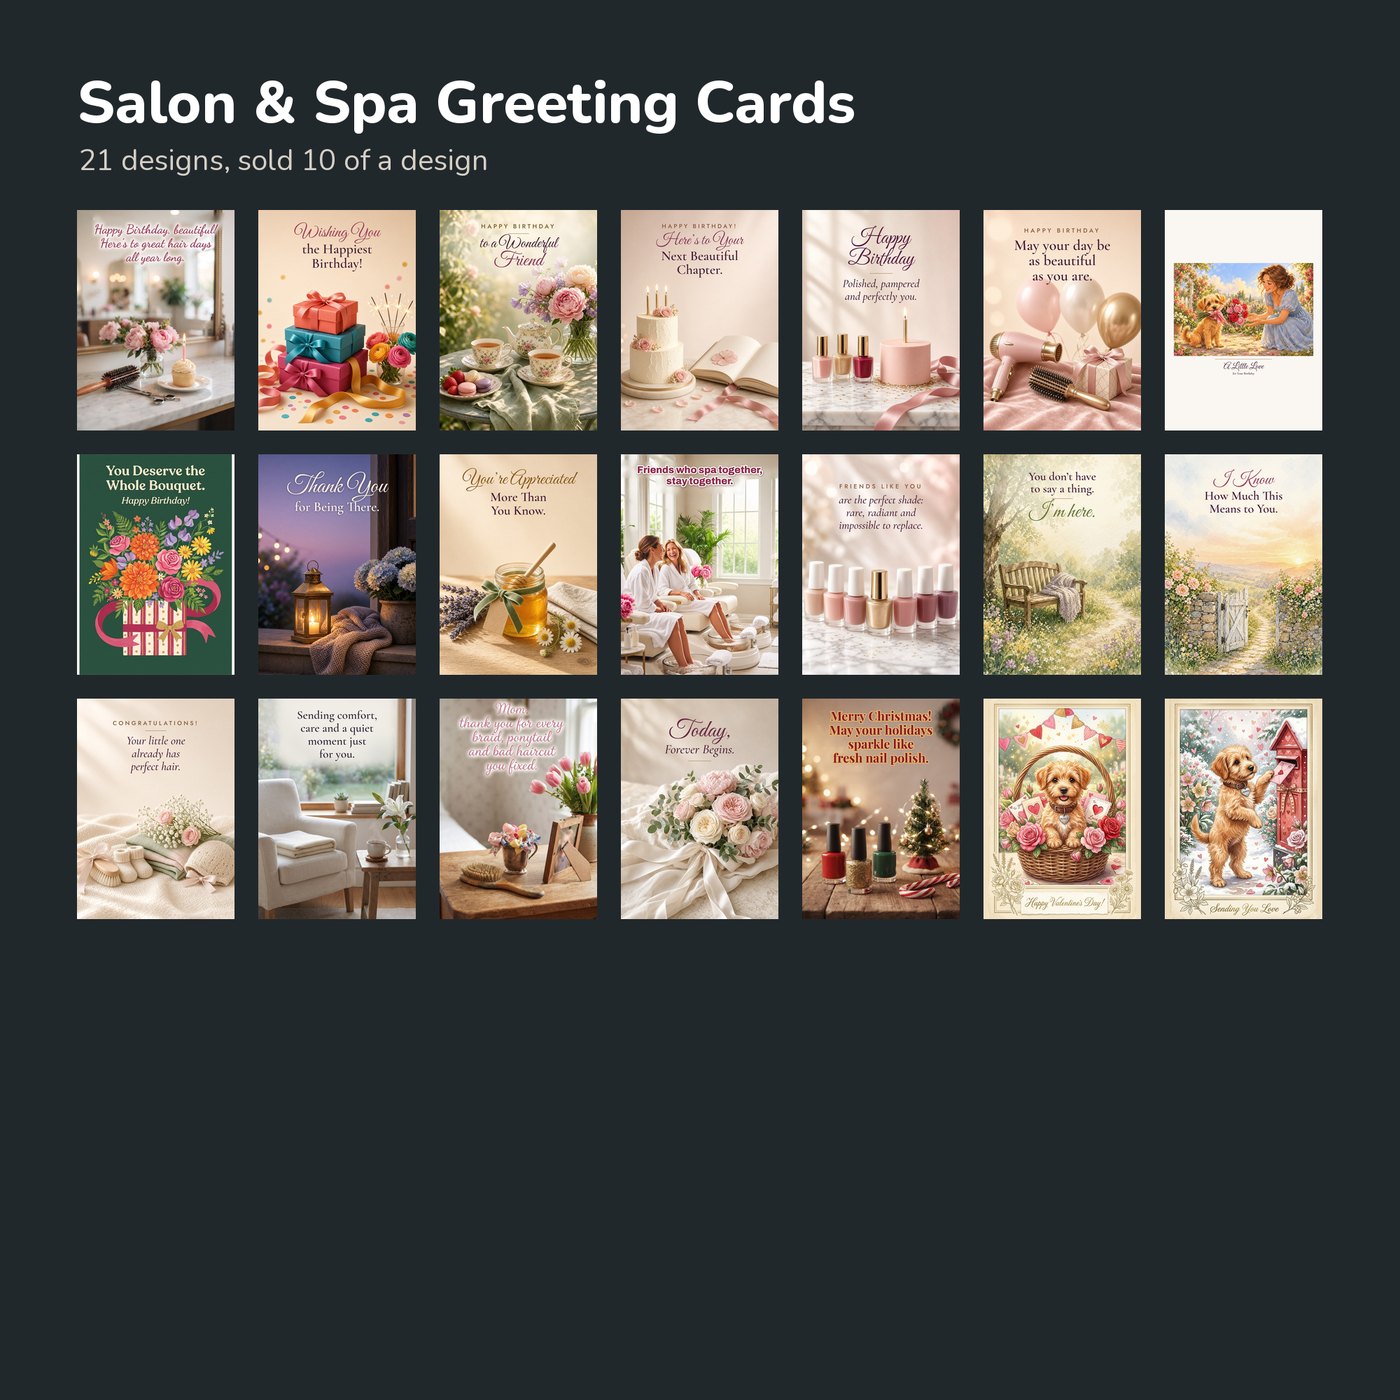 Salon & Spa Greeting Cards
21 designs, sold 10 of a design
Happy Birthday, beautiful!
Here's to great hair days
all year long.
Wishing You
the Happiest
Birthday!
HAPPY BIRTHDAY
to a Wonderful
Friend
HAPPY BIRTHDAY!
Here's to Your
Next Beautiful
Chapter.
Happy
Birthday
Polished, pampered
and perfectly you.
HAPPY BIRTHDAY
May your day be
as beautiful
as you are.
A Little Love
for Your Birthday
You Deserve the
Whole Bouquet.
Happy Birthday!
Thank You
for Being There.
You're Appreciated
More Than
You Know.
Friends who spa together,
stay together.
FRIENDS LIKE YOU
are the perfect shade:
rare, radiant and
impossible to replace.
You don't have
to say a thing.
I'm here.
I Know
How Much This
Means to You.
CONGRATULATIONS!
Your little one
already has
perfect hair.
Sending comfort,
care and a quiet
moment just
for you.
Mom,
thank you for every
braid, ponytail
and bad haircut
you fixed.
Today,
Forever Begins.
Merry Christmas!
May your holidays
sparkle like
fresh nail polish.
Happy Valentine's Day!
Sending You Love